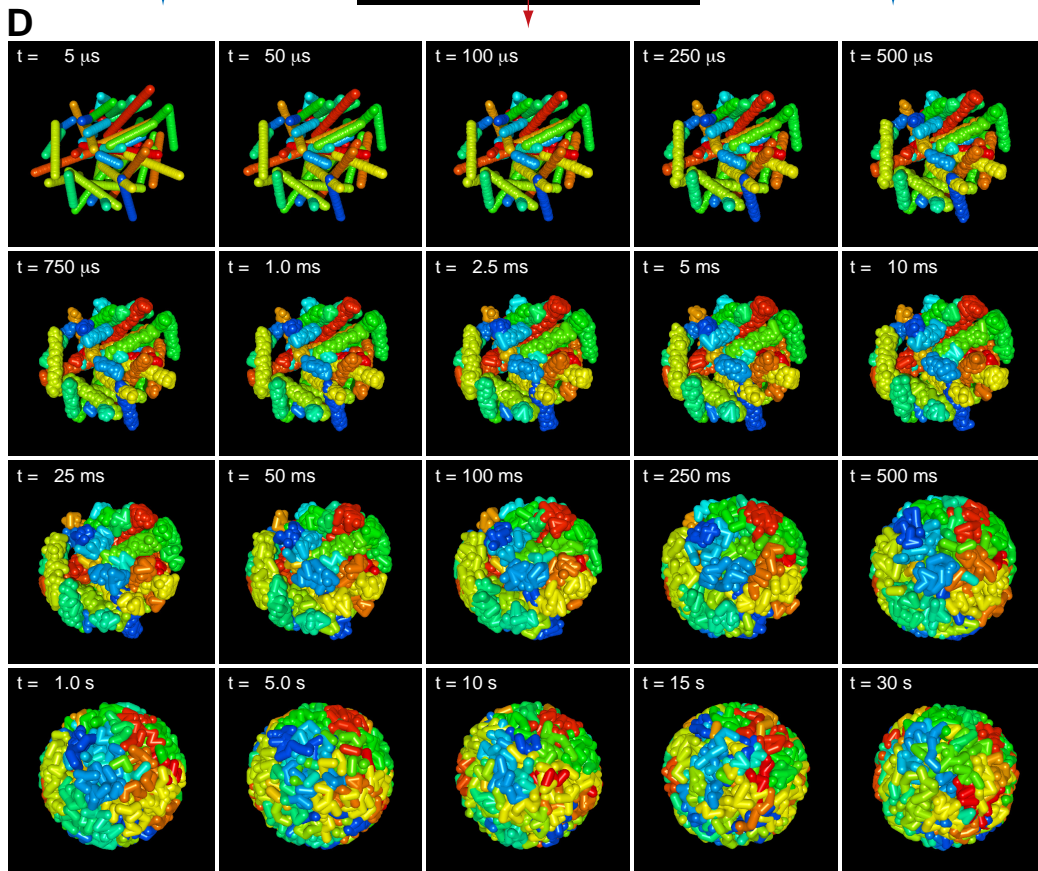 D
t = 5 µs
t = 50 µs
t = 100 µs
t = 250 µs
t = 500 µs
t = 750 µs
t = 1.0 ms
t = 2.5 ms
t = 5 ms
t = 10 ms
t = 25 ms
t = 50 ms
t = 100 ms
t = 250 ms
t = 500 ms
t = 1.0 s
t = 5.0 s
t = 10 s
t = 15 s
t = 30 s